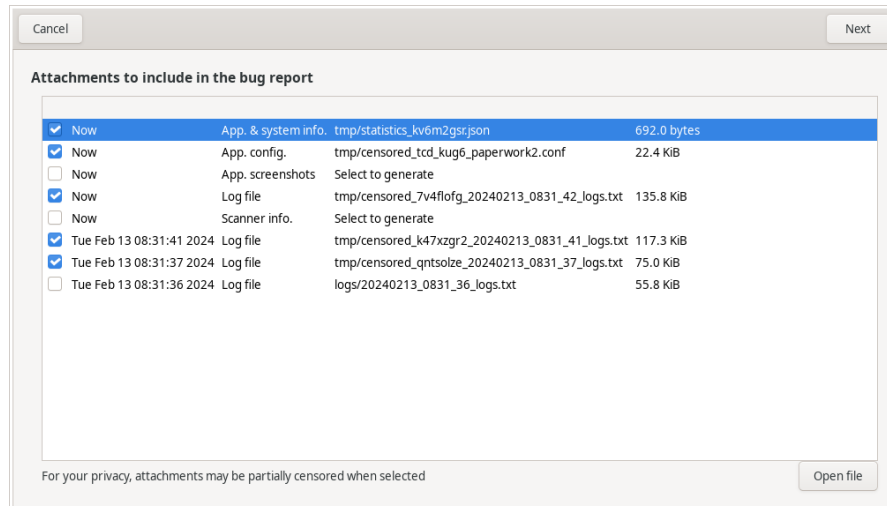 Cancel Next
Attachments to include in the bug report
Now App. & system info. tmp/statistics_kv6m2gsr.json 692.0 bytes
Now App. config. tmp/censored_tcd_kug6_paperwork2.conf 22.4 KiB
Now App. screenshots Select to generate
Now Log file tmp/censored_7v4flofg_20240213_0831_42_logs.txt 135.8 KiB
Now Scanner info. Select to generate
Tue Feb 13 08:31:41 2024 Log file tmp/censored_k47xzgr2_20240213_0831_41_logs.txt 117.3 KiB
Tue Feb 13 08:31:37 2024 Log file tmp/censored_qntsolze_20240213_0831_37_logs.txt 75.0 KiB
Tue Feb 13 08:31:36 2024 Log file logs/20240213_0831_36_logs.txt 55.8 KiB
For your privacy, attachments may be partially censored when selected Open file